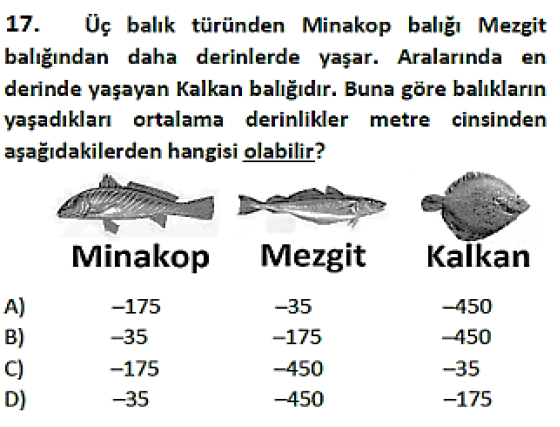 17. Üç balık türünden Minakop balığı Mezgit
balığından daha derinlerde yaşar. Aralarında en
derinde yaşayan Kalkan balığıdır. Buna göre balıkların
yaşadıkları ortalama derinlikler metre cinsinden
aşağıdakilerden hangisi olabilir?
Minakop Mezgit Kalkan
A) –175 –35 –450
B) –35 –175 –450
C) –175 –450 –35
D) –35 –450 –175